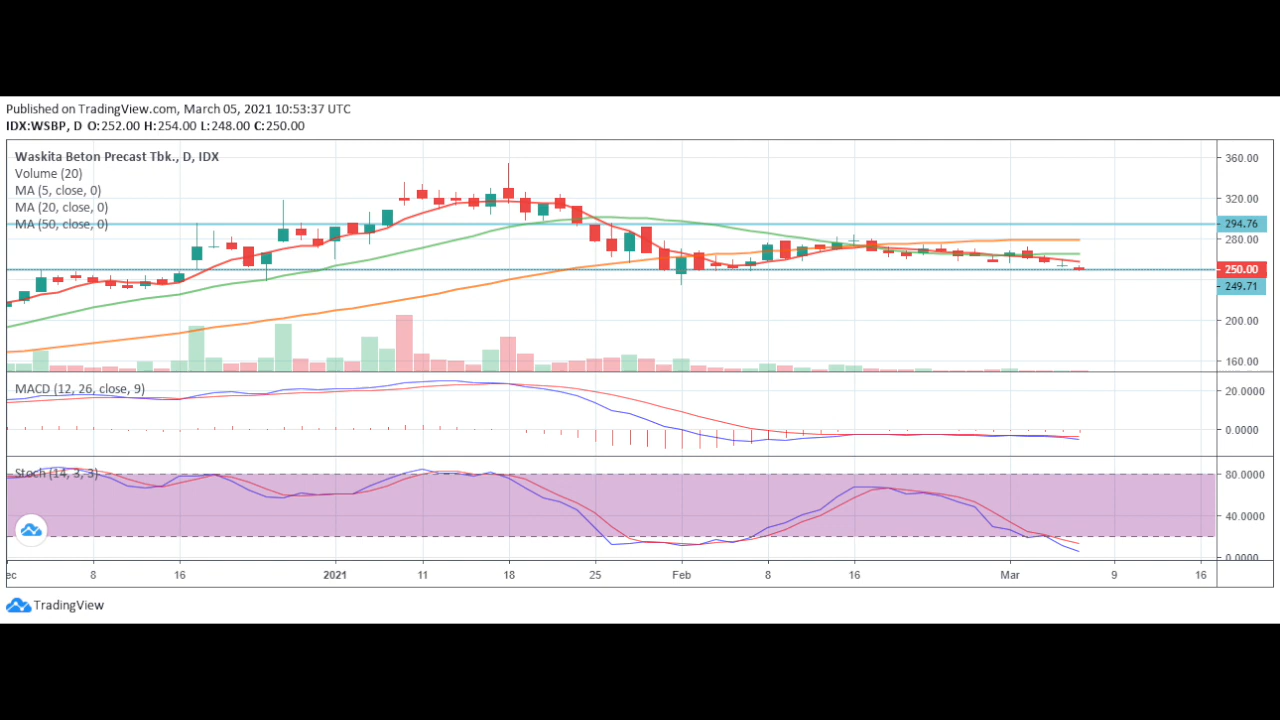 Published on TradingView.com, March 05, 2021 10:53:37 UTC
IDX:WSBP, D O:252.00 H:254.00 L:248.00 C:250.00
Waskita Beton Precast Tbk., D, IDX
Volume (20)
MA (5, close, 0)
MA (20, close, 0)
MA (50, close, 0)
360.00
320.00
294.76
280.00
250.00
249.71
200.00
160.00
MACD (12, 26, close, 9)
20.0000
0.0000
Stoch (14, 3, 3)
80.0000
40.0000
0.0000
ec 8 16 2021 11 18 25 Feb 8 16 Mar 9 16
TradingView